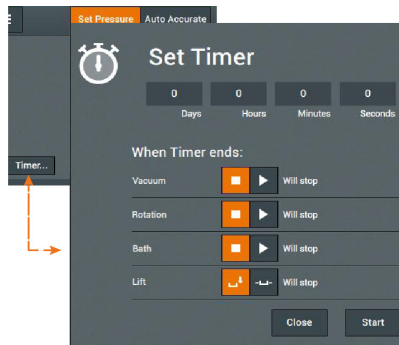 Set Pressure Auto Accurate
Set Timer
0 0 0 0
Days Hours Minutes Seconds
When Timer ends:
Timer...
Vacuum Will stop
Rotation Will stop
Bath Will stop
Lift Will stop
Close Start